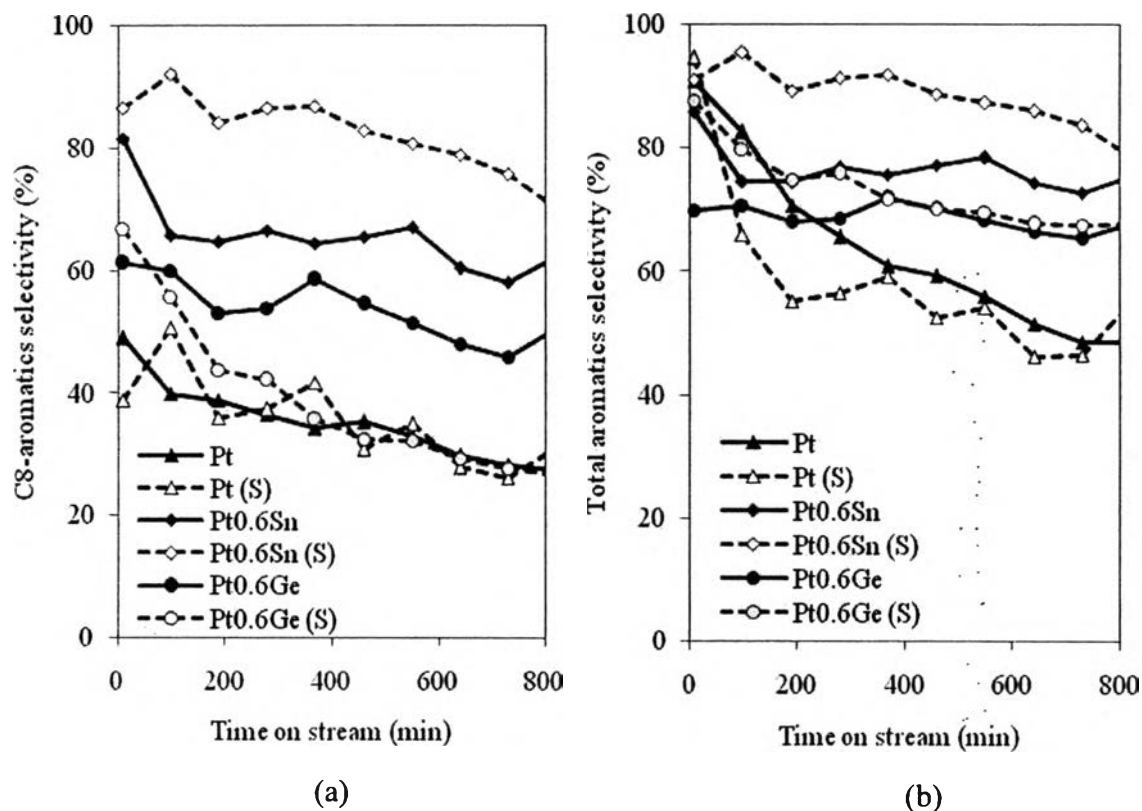 100
80
60
40
20
0
C8-aromatics selectivity (%)
Pt
Pt (S)
Pt0.6Sn
Pt0.6Sn (S)
Pt0.6Ge
Pt0.6Ge (S)
0 200 400 600 800
Time on stream (min)
(a)
100
80
60
40
20
0
Total aromatics selectivity (%)
Pt
Pt (S)
Pt0.6Sn
Pt0.6Sn (S)
Pt0.6Ge
Pt0.6Ge (S)
0 200 400 600 800
Time on stream (min)
(b)